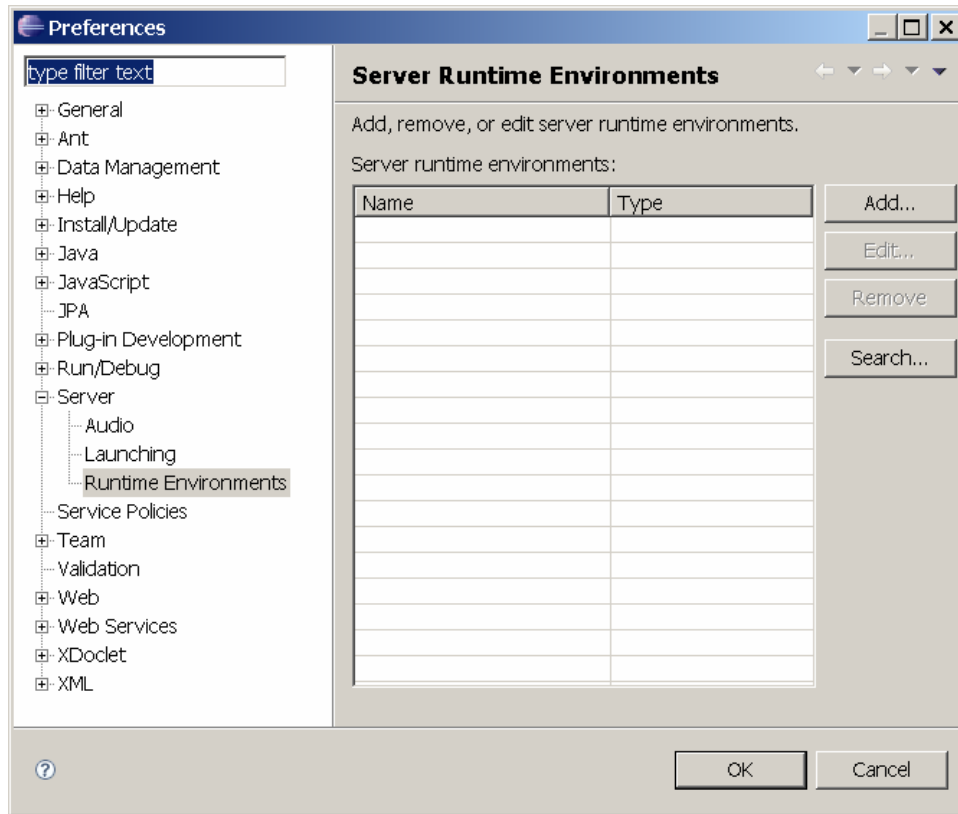 Preferences
type filter text
General
Ant
Data Management
Help
Install/Update
Java
JavaScript
JPA
Plug-in Development
Run/Debug
Server
Audio
Launching
Runtime Environments
Service Policies
Team
Validation
Web
Web Services
XDoclet
XML
Server Runtime Environments
Add, remove, or edit server runtime environments.
Server runtime environments:
Name Type
Add...
Edit...
Remove
Search...
OK Cancel